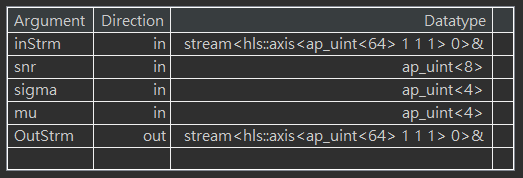 Argument Direction Datatype
inStrm in stream<hls::axis<ap_uint<64> 1 1 1> 0>&
snr in ap_uint<8>
sigma in ap_uint<4>
mu in ap_uint<4>
OutStrm out stream<hls::axis<ap_uint<64> 1 1 1> 0>&